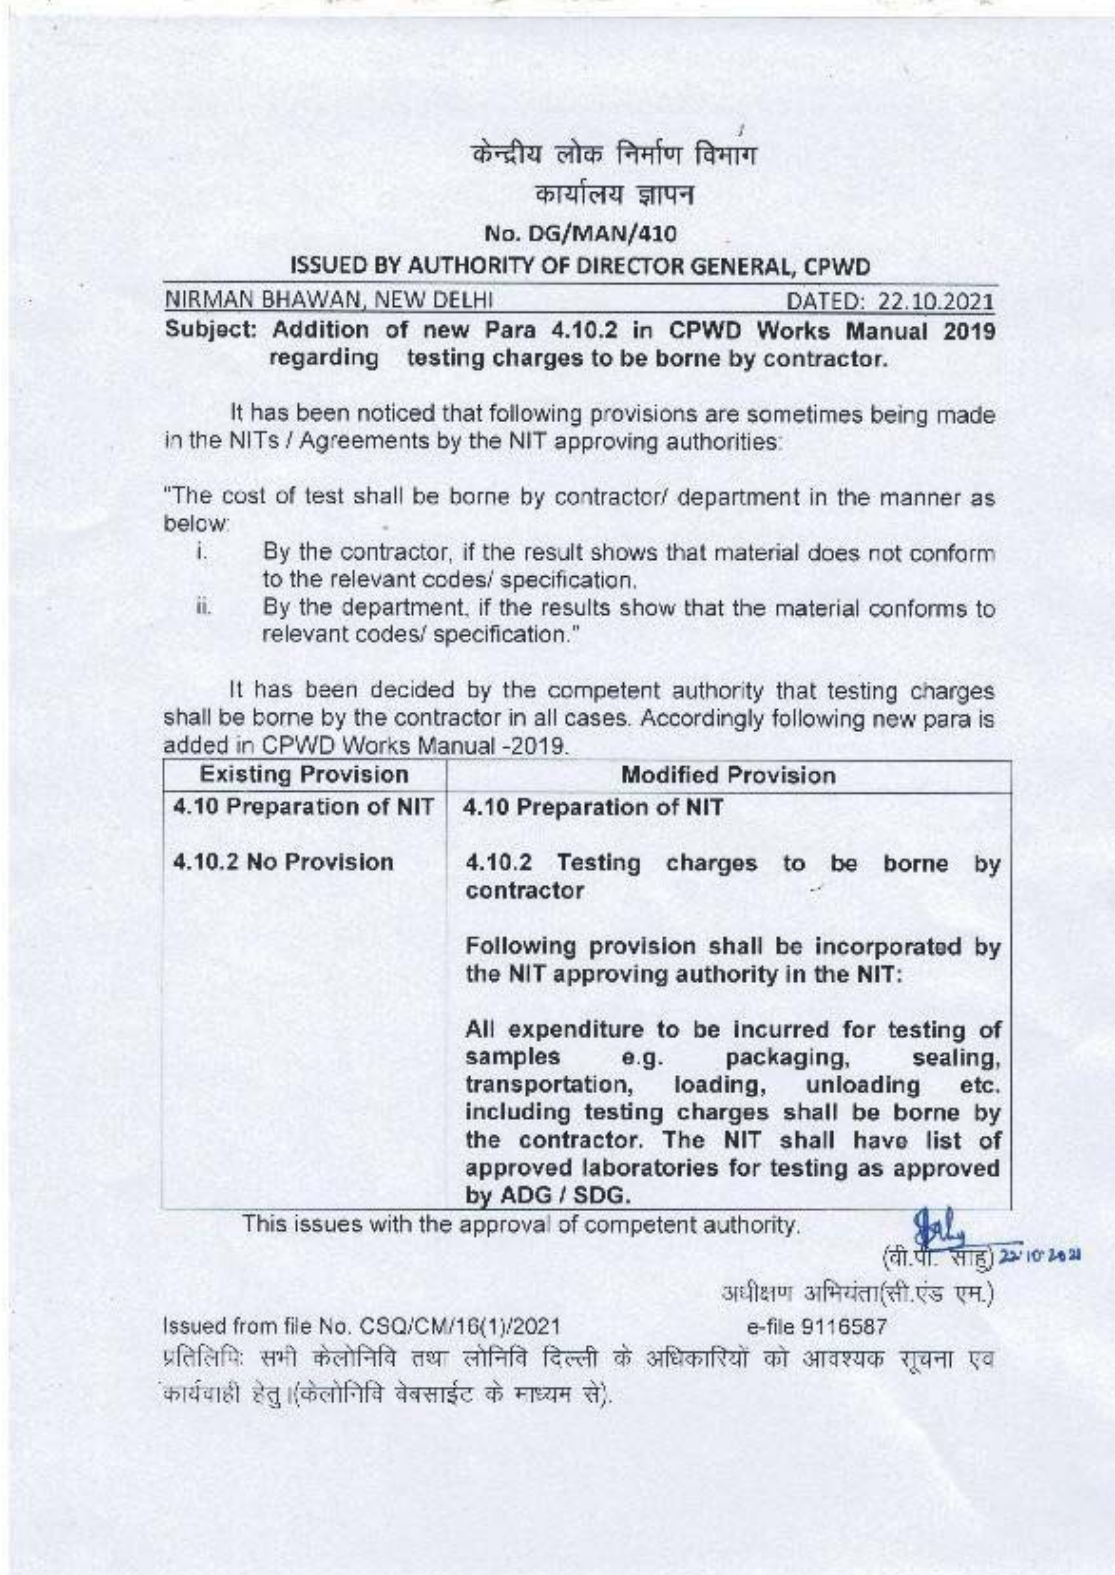 केन्द्रीय लोक निर्माण विभाग
कार्यालय ज्ञापन
No. DG/MAN/410
ISSUED BY AUTHORITY OF DIRECTOR GENERAL, CPWD
NIRMAN BHAWAN, NEW DELHI DATED: 22.10.2021
Subject: Addition of new Para 4.10.2 in CPWD Works Manual 2019
regarding testing charges to be borne by contractor.
It has been noticed that following provisions are sometimes being made
in the NITs / Agreements by the NIT approving authorities:
"The cost of test shall be borne by contractor/ department in the manner as
below:
i. By the contractor, if the result shows that material does not conform
to the relevant codes/ specification.
ii. By the department, if the results show that the material conforms to
relevant codes/ specification."
It has been decided by the competent authority that testing charges
shall be borne by the contractor in all cases. Accordingly following new para is
added in CPWD Works Manual -2019.
Existing Provision Modified Provision
4.10 Preparation of NIT 4.10 Preparation of NIT
4.10.2 No Provision 4.10.2 Testing charges to be borne by
contractor
Following provision shall be incorporated by
the NIT approving authority in the NIT:
All expenditure to be incurred for testing of
samples e.g. packaging, sealing,
transportation, loading, unloading etc.
including testing charges shall be borne by
the contractor. The NIT shall have list of
approved laboratories for testing as approved
by ADG / SDG.
This issues with the approval of competent authority.
(वी.पी. साहु) 22/10/2021
अधीक्षण अभियंता(सी.एंड एम.)
Issued from file No. CSQ/CM/16(1)/2021 e-file 9116587
प्रतिलिपि: सभी केलोनिवि तथा लोनिवि दिल्ली के अधिकारियों को आवश्यक सूचना एव
कार्यवाही हेतु।(केलोनिवि वेबसाईट के माध्यम से).